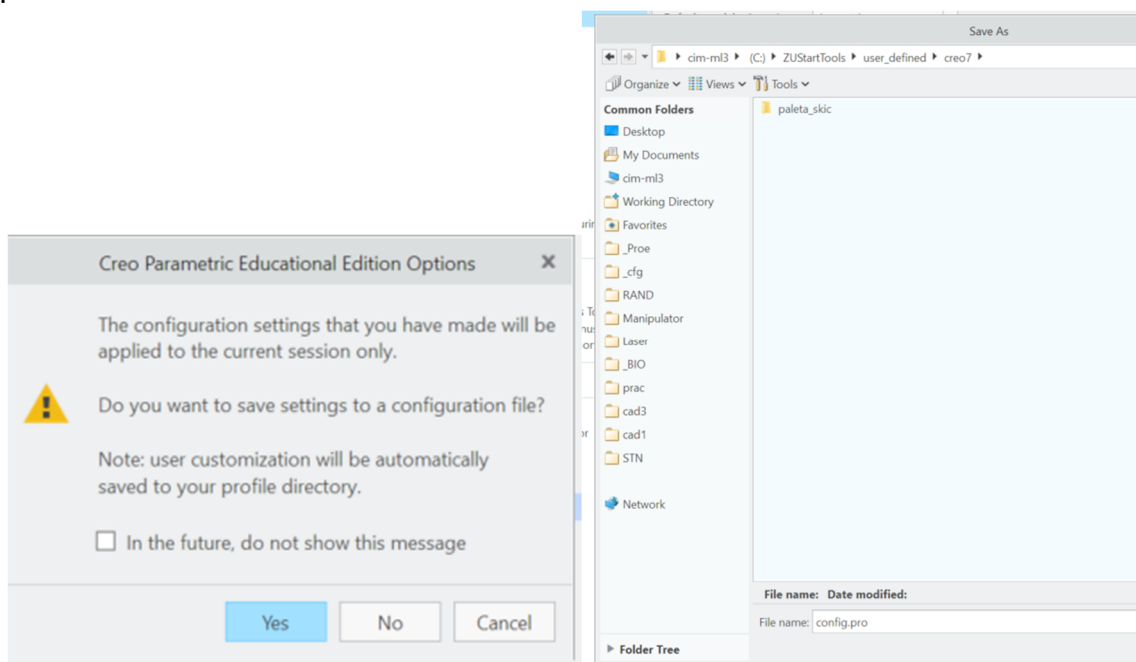 Creo Parametric Educational Edition Options
The configuration settings that you have made will be
applied to the current session only.
Do you want to save settings to a configuration file?
Note: user customization will be automatically
saved to your profile directory.
In the future, do not show this message
Yes No Cancel
Save As
cim-ml3 (C:) ZUStartTools user_defined creo7
Organize Views Tools
Common Folders
Desktop
My Documents
cim-ml3
Working Directory
Favorites
_Proe
_cfg
RAND
Manipulator
Laser
_BIO
prac
cad3
cad1
STN
Network
paleta_skic
File name: Date modified:
File name: config.pro
Folder Tree